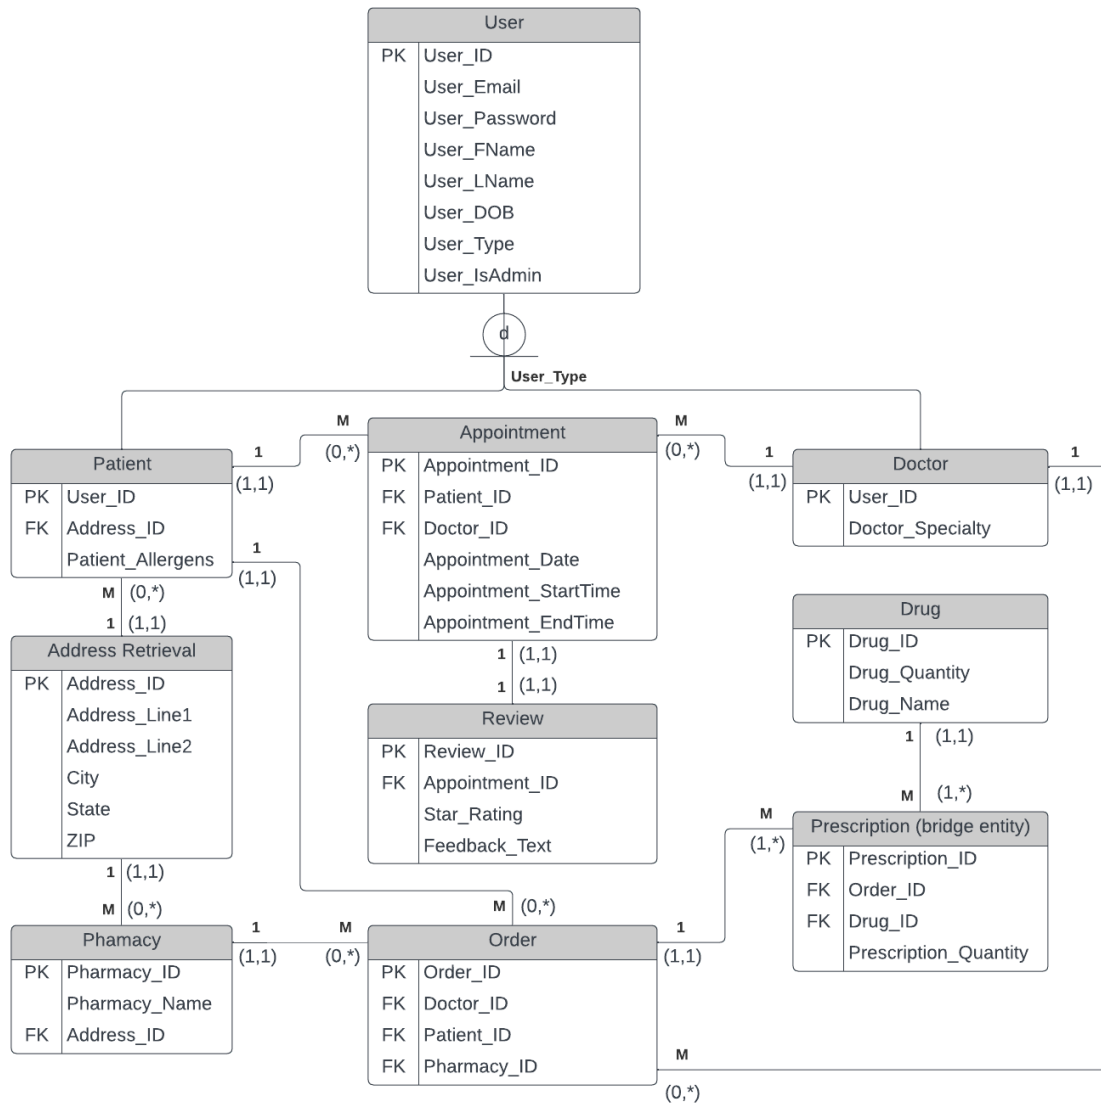 User
PK User_ID
User_Email
User_Password
User_FName
User_LName
User_DOB
User_Type
User_IsAdmin
d
User_Type
Patient
PK User_ID
FK Address_ID
Patient_Allergens
1
(1,1)
M
(0,*)
Appointment
PK Appointment_ID
FK Patient_ID
FK Doctor_ID
Appointment_Date
Appointment_StartTime
Appointment_EndTime
M
(0,*)
1
(1,1)
Doctor
PK User_ID
Doctor_Specialty
1
(1,1)
1
(1,1)
M (0,*)
1 (1,1)
Address Retrieval
PK Address_ID
Address_Line1
Address_Line2
City
State
ZIP
1 (1,1)
1 (1,1)
Review
PK Review_ID
FK Appointment_ID
Star_Rating
Feedback_Text
Drug
PK Drug_ID
Drug_Quantity
Drug_Name
1 (1,1)
M (1,*)
M
(1,*)
Prescription (bridge entity)
PK Prescription_ID
FK Order_ID
FK Drug_ID
Prescription_Quantity
1 (1,1)
M (0,*)
Phamacy
PK Pharmacy_ID
Pharmacy_Name
FK Address_ID
1
(1,1)
M
(0,*)
M (0,*)
Order
PK Order_ID
FK Doctor_ID
FK Patient_ID
FK Pharmacy_ID
1
(1,1)
M
(0,*)